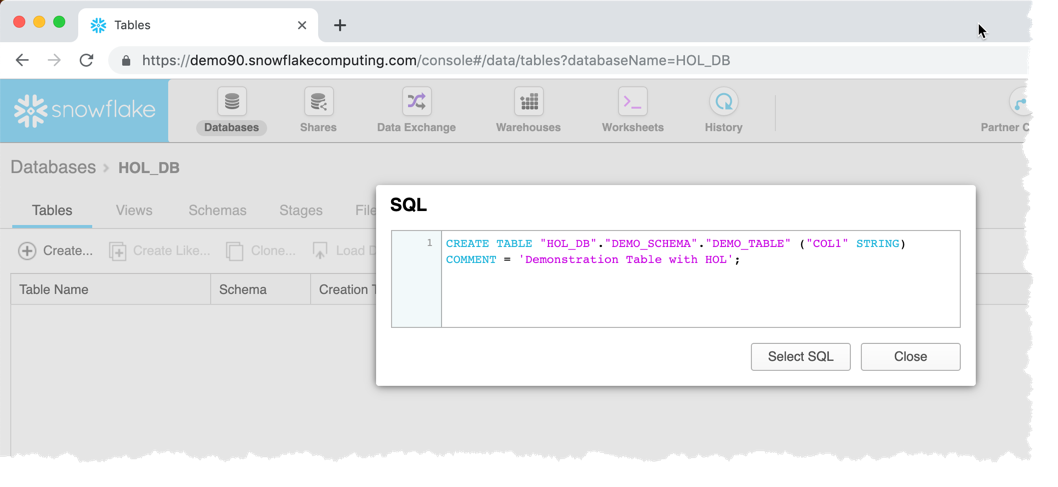 Tables
https://demo90.snowflakecomputing.com/console#/data/tables?databaseName=HOL_DB
snowflake
Databases
Shares
Data Exchange
Warehouses
Worksheets
History
Partner C
Databases > HOL_DB
Tables
Views
Schemas
Stages
File
Create...
Create Like...
Clone...
Load D
Table Name
Schema
Creation T
SQL
1 CREATE TABLE "HOL_DB"."DEMO_SCHEMA"."DEMO_TABLE" ("COL1" STRING)
COMMENT = 'Demonstration Table with HOL';
Select SQL
Close